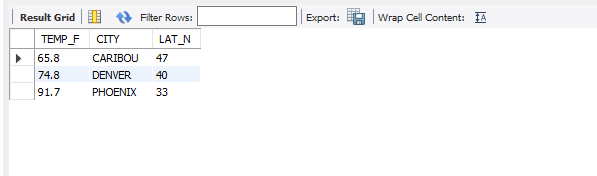 Result Grid Filter Rows: Export: Wrap Cell Content: IA
TEMP_F CITY LAT_N
65.8 CARIBOU 47
74.8 DENVER 40
91.7 PHOENIX 33